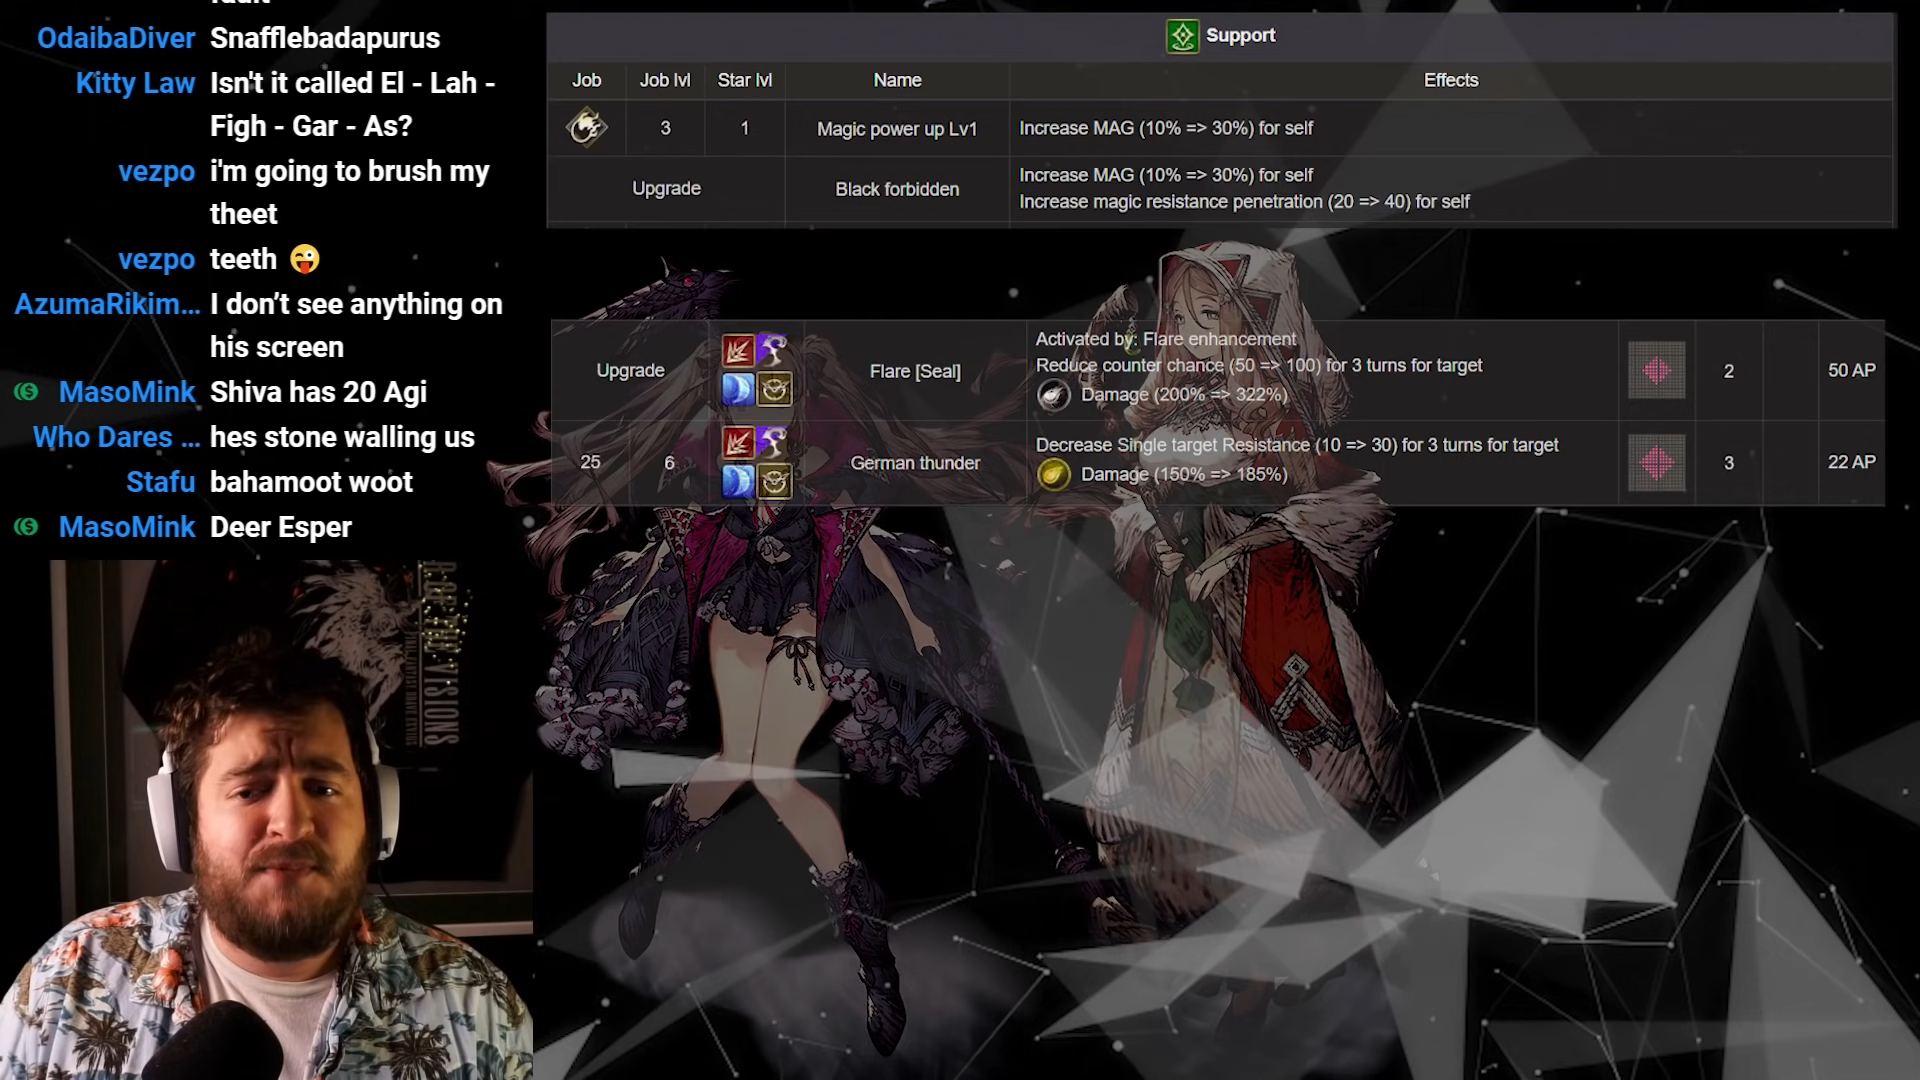 OdaibaDiver Snafflebadapurus
Kitty Law Isn't it called El - Lah -
Figh - Gar - As?
vezpo i'm going to brush my
theet
vezpo teeth 😜
AzumaRikim... I don’t see anything on
his screen
MasoMink Shiva has 20 Agi
Who Dares ... hes stone walling us
Stafu bahamoot woot
MasoMink Deer Esper
Support
Job Job lvl Star lvl Name Effects
3 1 Magic power up Lv1 Increase MAG (10% => 30%) for self
Upgrade Black forbidden Increase MAG (10% => 30%) for self
Increase magic resistance penetration (20 => 40) for self
Upgrade Flare [Seal] Activated by: Flare enhancement
Reduce counter chance (50 => 100) for 3 turns for target
Damage (200% => 322%) 2 50 AP
25 6 German thunder Decrease Single target Resistance (10 => 30) for 3 turns for target
Damage (150% => 185%) 3 22 AP